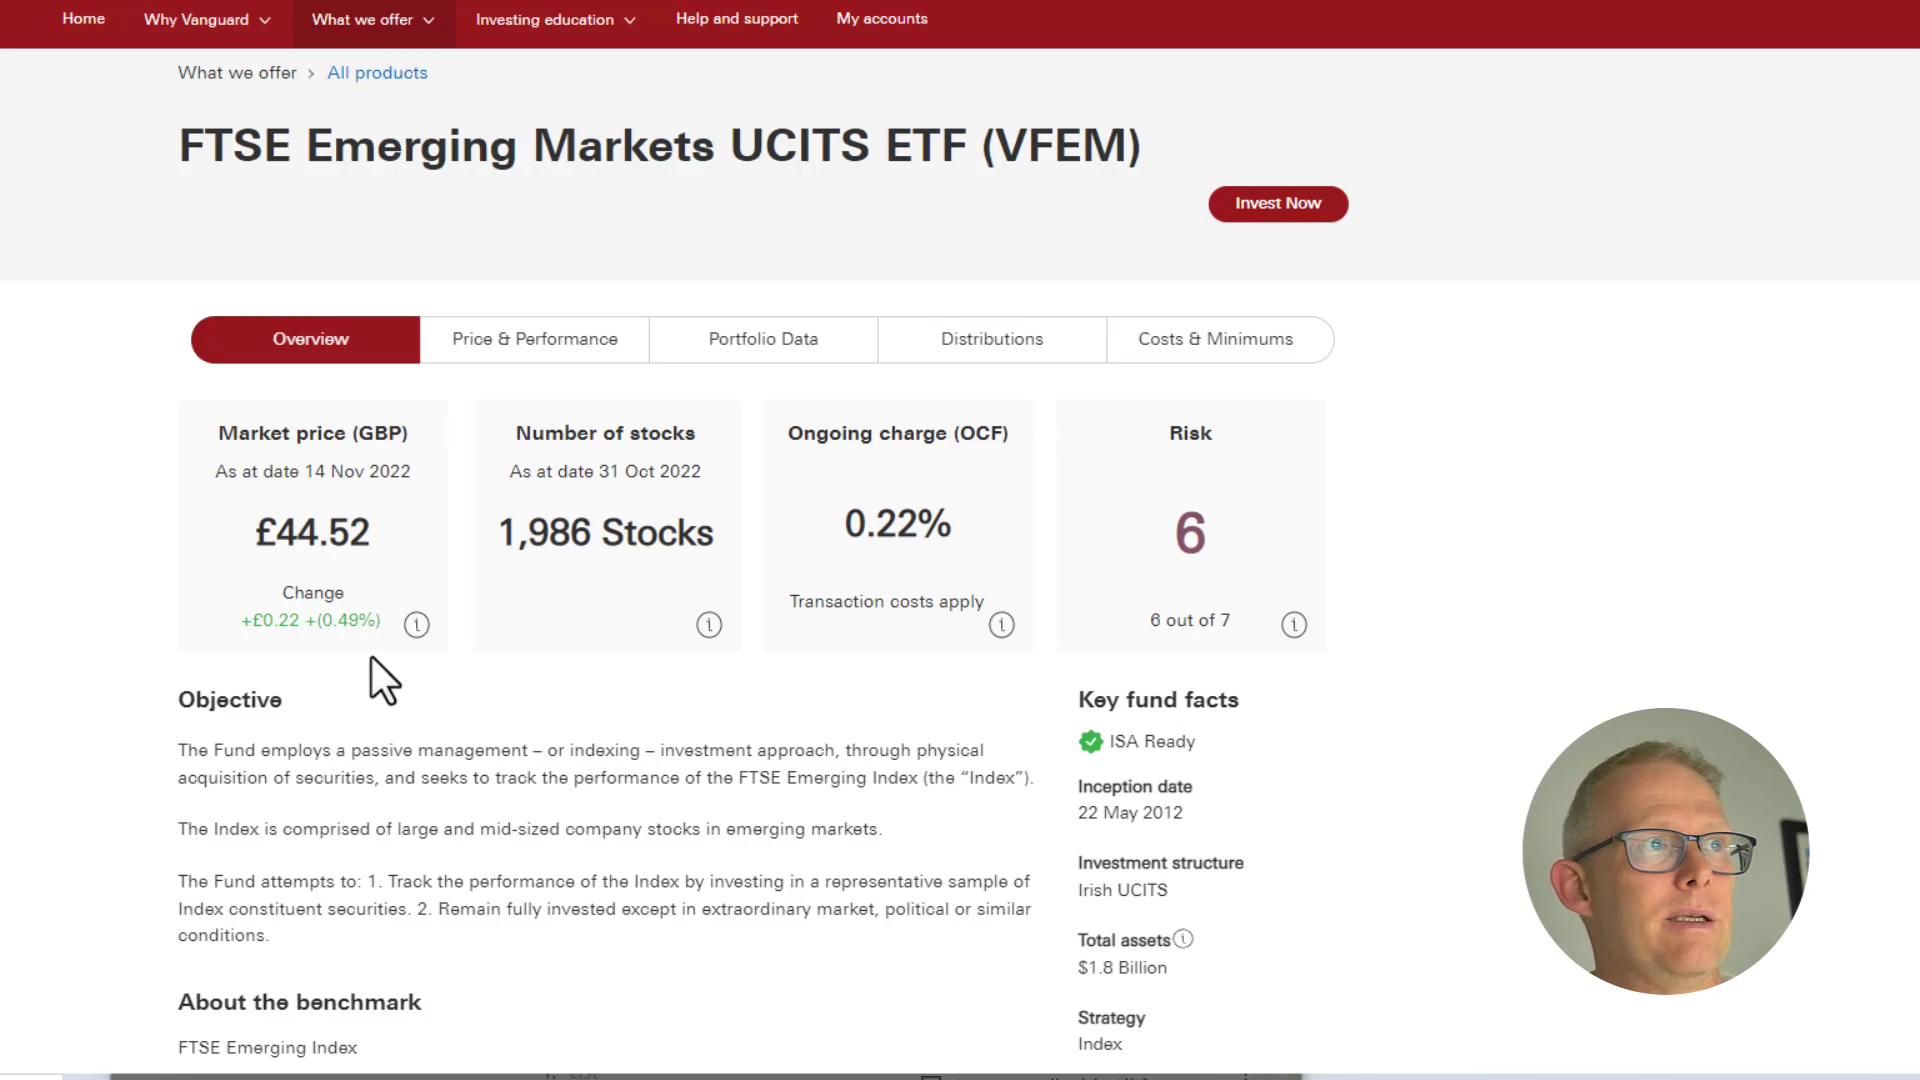 Home Why Vanguard What we offer Investing education Help and support My accounts
What we offer > All products
FTSE Emerging Markets UCITS ETF (VFEM)
Invest Now
Overview Price & Performance Portfolio Data Distributions Costs & Minimums
Market price (GBP)
As at date 14 Nov 2022
£44.52
Change
+£0.22 +(0.49%)
Number of stocks
As at date 31 Oct 2022
1,986 Stocks
Ongoing charge (OCF)
0.22%
Transaction costs apply
Risk
6
6 out of 7
Objective
The Fund employs a passive management – or indexing – investment approach, through physical
acquisition of securities, and seeks to track the performance of the FTSE Emerging Index (the “Index”).
The Index is comprised of large and mid-sized company stocks in emerging markets.
The Fund attempts to: 1. Track the performance of the Index by investing in a representative sample of
Index constituent securities. 2. Remain fully invested except in extraordinary market, political or similar
conditions.
About the benchmark
FTSE Emerging Index
Key fund facts
ISA Ready
Inception date
22 May 2012
Investment structure
Irish UCITS
Total assets
$1.8 Billion
Strategy
Index